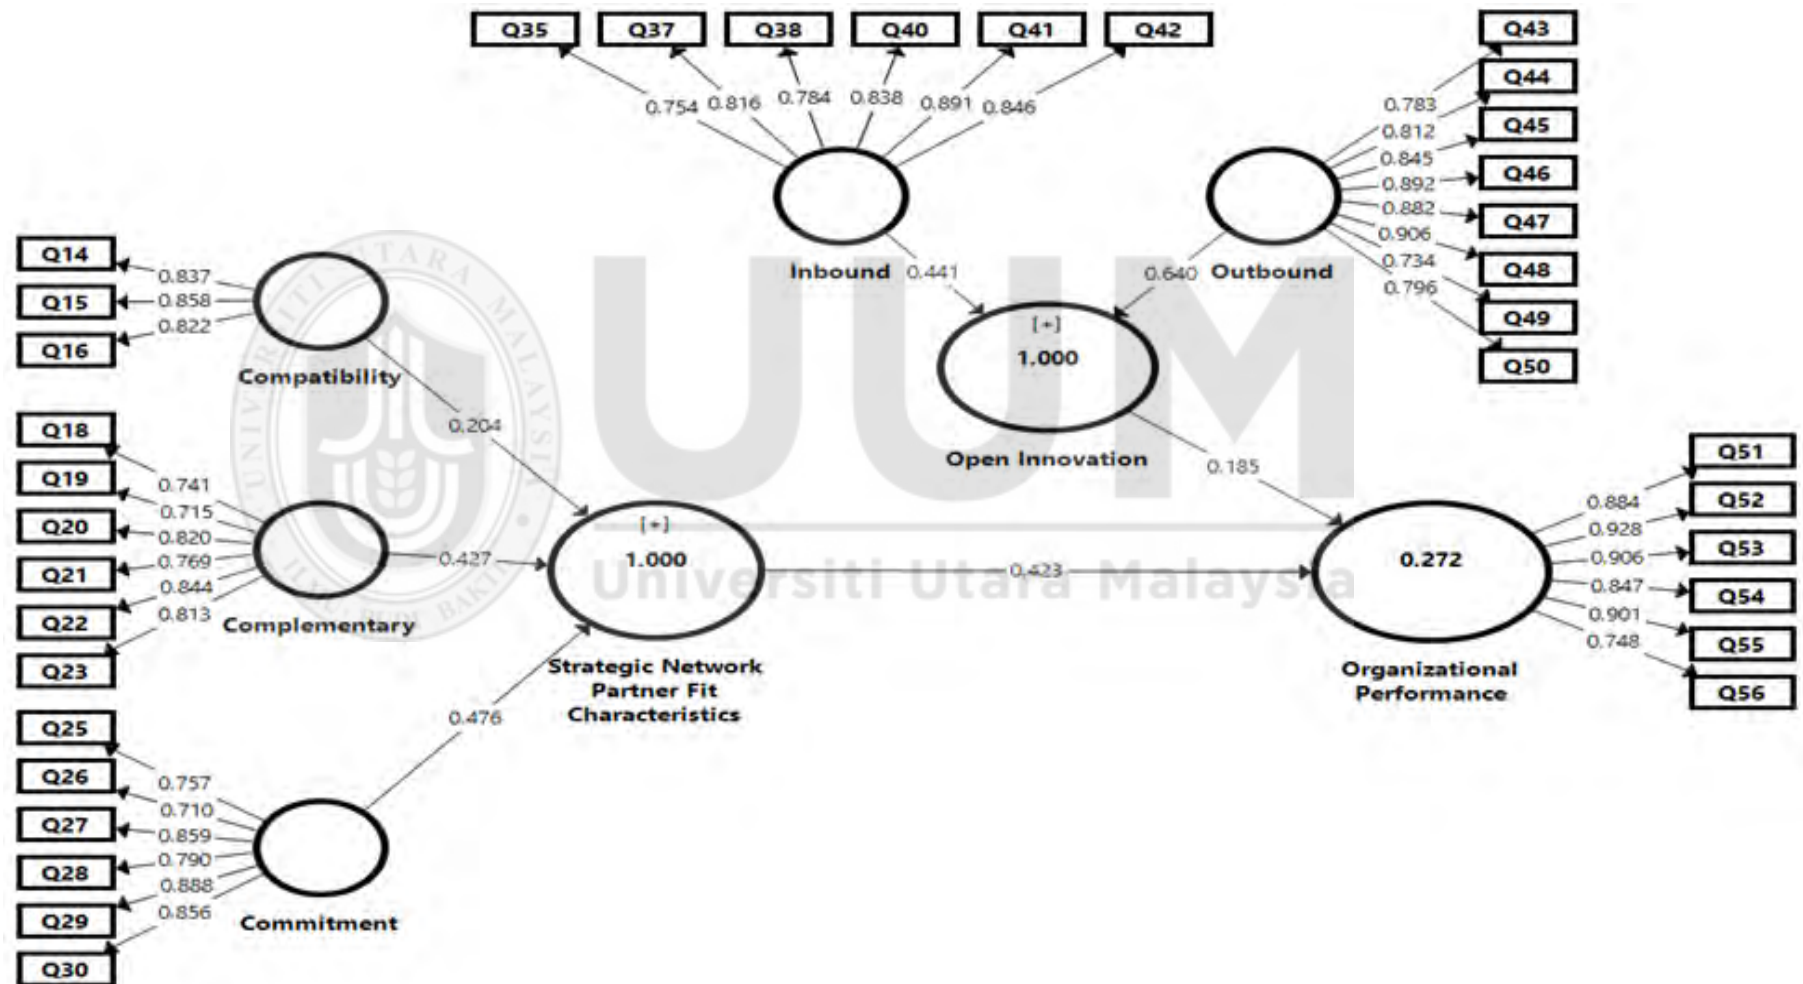 Q35
Q37
Q38
Q40
Q41
Q42
0.754
0.816
0.784
0.838
0.891
0.846
Inbound
0.441
Q43
Q44
Q45
Q46
Q47
Q48
Q49
Q50
0.783
0.812
0.845
0.892
0.882
0.906
0.734
0.796
Outbound
0.640
[+]
1.000
Open Innovation
0.185
Q14
Q15
Q16
0.837
0.858
0.822
Compatibility
0.204
Q18
Q19
Q20
Q21
Q22
Q23
0.741
0.715
0.820
0.769
0.844
0.813
Complementary
0.427
Q25
Q26
Q27
Q28
Q29
Q30
0.757
0.710
0.859
0.790
0.888
0.856
Commitment
0.476
[+]
1.000
Strategic Network
Partner Fit
Characteristics
0.423
0.272
Organizational
Performance
Q51
Q52
Q53
Q54
Q55
Q56
0.884
0.928
0.906
0.847
0.901
0.748
UUM
Universiti Utara Malaysia
UNIVERSITI UTARA MALAYSIA
ILMU BUDI BAKTI